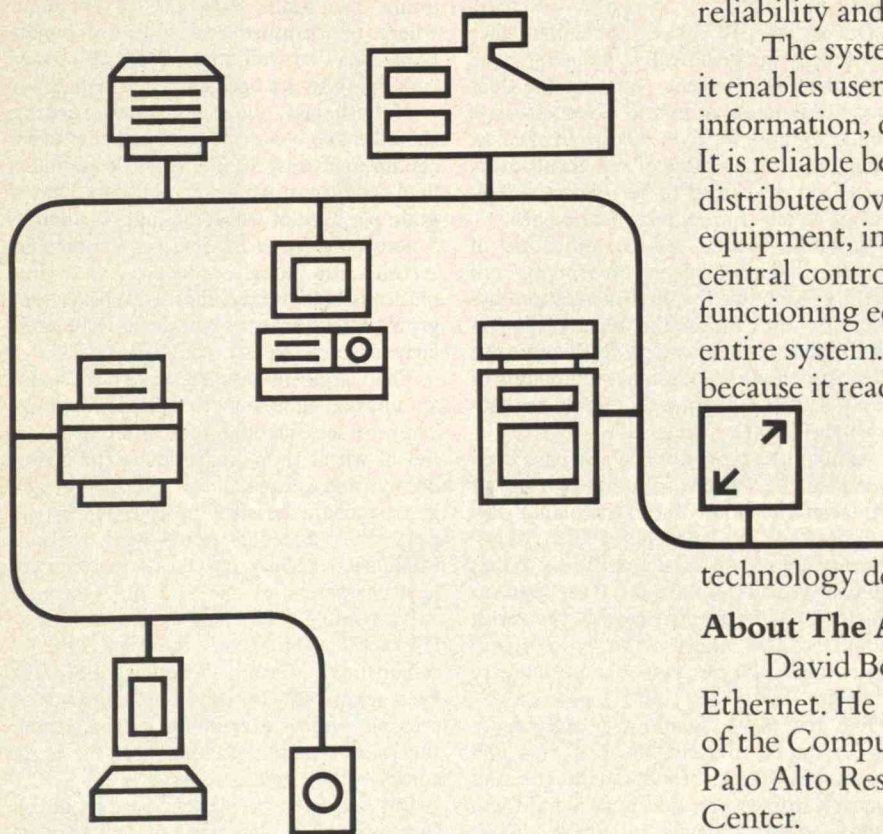 reliability and
The syste
it enables user
information, c
It is reliable be
distributed ov
equipment, in
central contro
functioning ec
entire system.
because it reac
technology de
About The A
David Bo
Ethernet. He
of the Compu
Palo Alto Res
Center.